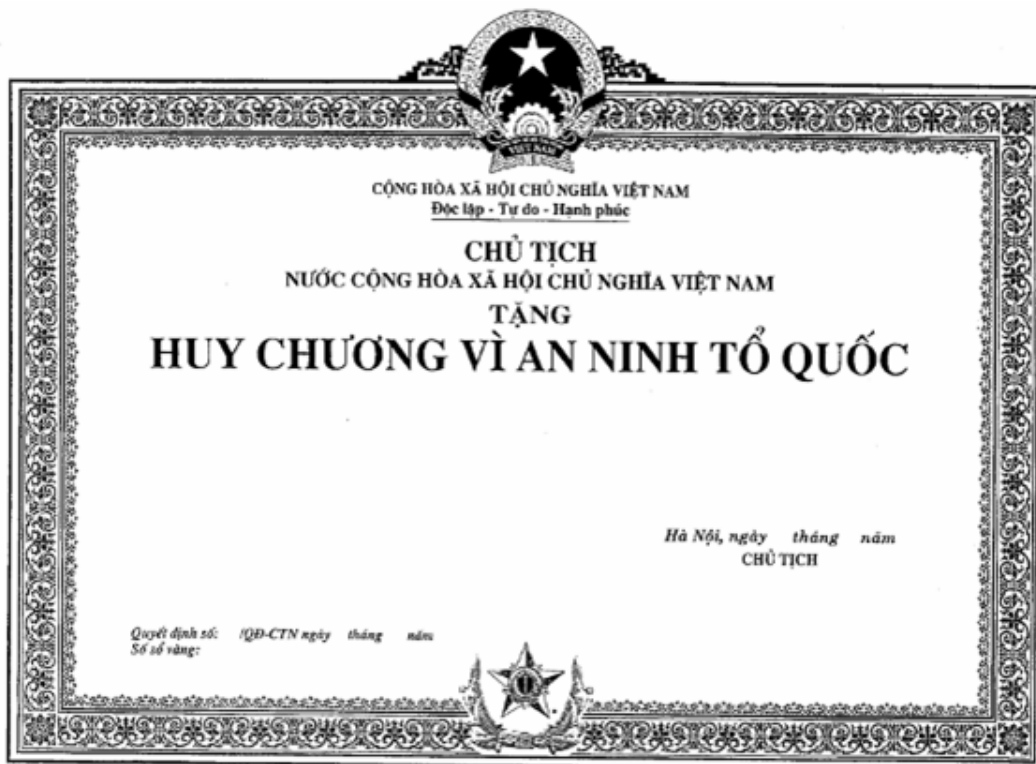 VIỆT NAM
CỘNG HÒA XÃ HỘI CHỦ NGHĨA VIỆT NAM
Độc lập - Tự do - Hạnh phúc
CHỦ TỊCH
NƯỚC CỘNG HÒA XÃ HỘI CHỦ NGHĨA VIỆT NAM
TẶNG
HUY CHƯƠNG VÌ AN NINH TỔ QUỐC
Hà Nội, ngày tháng năm
CHỦ TỊCH
Quyết định số: /QĐ-CTN ngày tháng năm
Số sổ vàng: